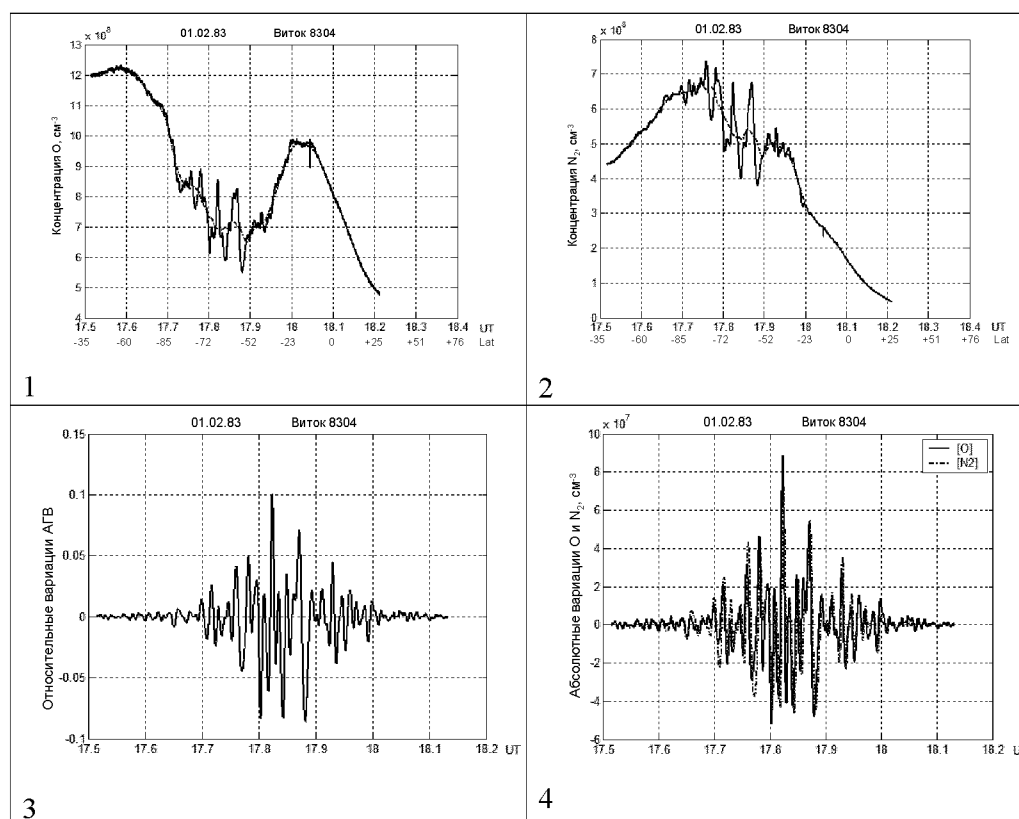 01.02.83 Виток 8304
x 10⁸
Концентрация O, см⁻³
13
12
11
10
9
8
7
6
5
4
17.5 17.6 17.7 17.8 17.9 18 18.1 18.2 18.3 18.4 UT
-35 -60 -85 -72 -52 -23 0 +25 +51 +76 Lat
1
01.02.83 Виток 8304
x 10⁸
Концентрация N₂, см⁻³
8
7
6
5
4
3
2
1
0
17.5 17.6 17.7 17.8 17.9 18 18.1 18.2 18.3 18.4 UT
-35 -60 -85 -72 -52 -23 0 +25 +51 +76 Lat
2
01.02.83 Виток 8304
Относительные вариации АГВ
0.15
0.1
0.05
0
-0.05
-0.1
17.5 17.6 17.7 17.8 17.9 18 18.1 18.2 UT
3
01.02.83 Виток 8304
x 10⁷
Абсолютные вариации O и N₂, см⁻³
[O]
[N2]
10
8
6
4
2
0
-2
-4
-6
17.5 17.6 17.7 17.8 17.9 18 18.1 18.2
4